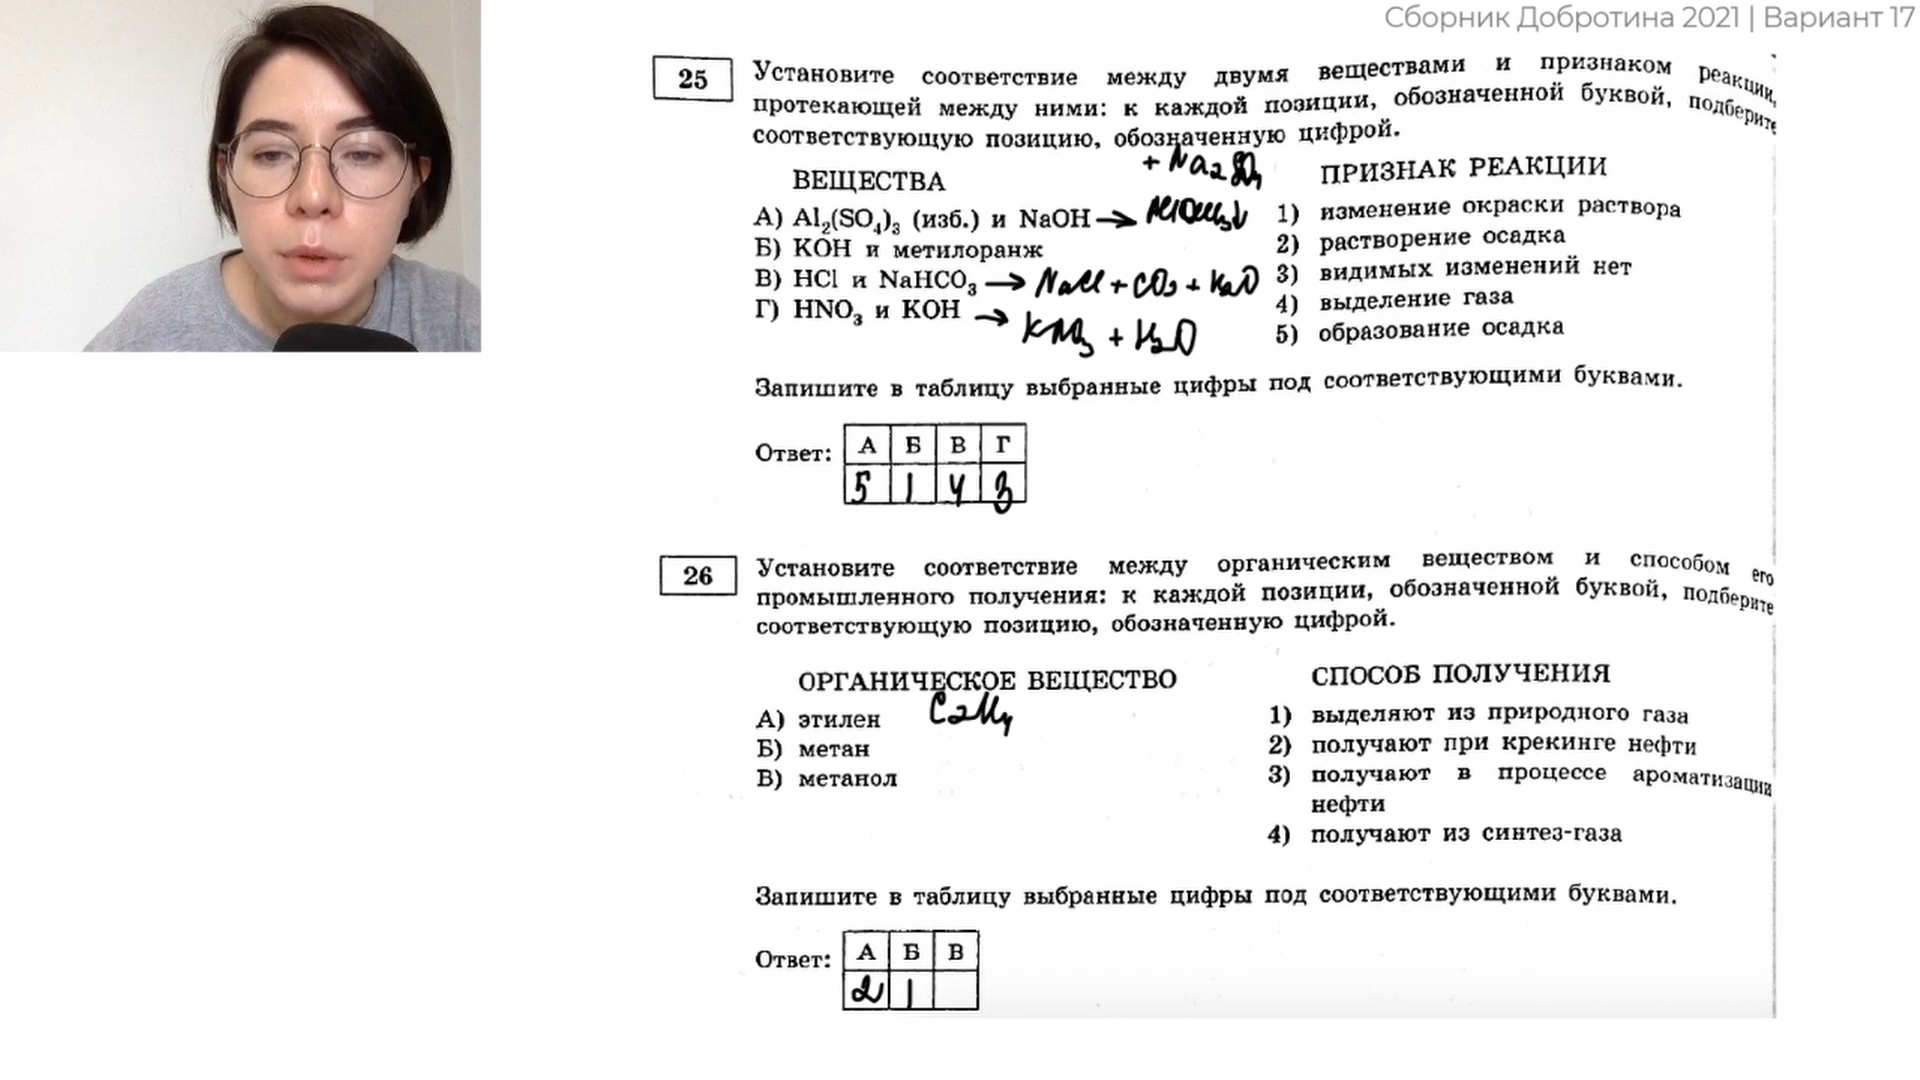 Сборник Добротина 2021 | Вариант 17
25
Установите соответствие между двумя веществами и признаком реакции,
протекающей между ними: к каждой позиции, обозначенной буквой, подберите
соответствующую позицию, обозначенную цифрой.
ВЕЩЕСТВА
+ Na₂SO₄
А) Al₂(SO₄)₃ (изб.) и NaOH → Al(OH)₃↓
Б) KOH и метилоранж
В) HCl и NaHCO₃ → NaCl + CO₂ + H₂O
Г) HNO₃ и KOH → KNO₃ + H₂O
ПРИЗНАК РЕАКЦИИ
1) изменение окраски раствора
2) растворение осадка
3) видимых изменений нет
4) выделение газа
5) образование осадка
Запишите в таблицу выбранные цифры под соответствующими буквами.
Ответ:
А Б В Г
5 1 4 3
26
Установите соответствие между органическим веществом и способом его
промышленного получения: к каждой позиции, обозначенной буквой, подберите
соответствующую позицию, обозначенную цифрой.
ОРГАНИЧЕСКОЕ ВЕЩЕСТВО
А) этилен C₂H₄
Б) метан
В) метанол
СПОСОБ ПОЛУЧЕНИЯ
1) выделяют из природного газа
2) получают при крекинге нефти
3) получают в процессе ароматизации
нефти
4) получают из синтез-газа
Запишите в таблицу выбранные цифры под соответствующими буквами.
Ответ:
А Б В
2 1